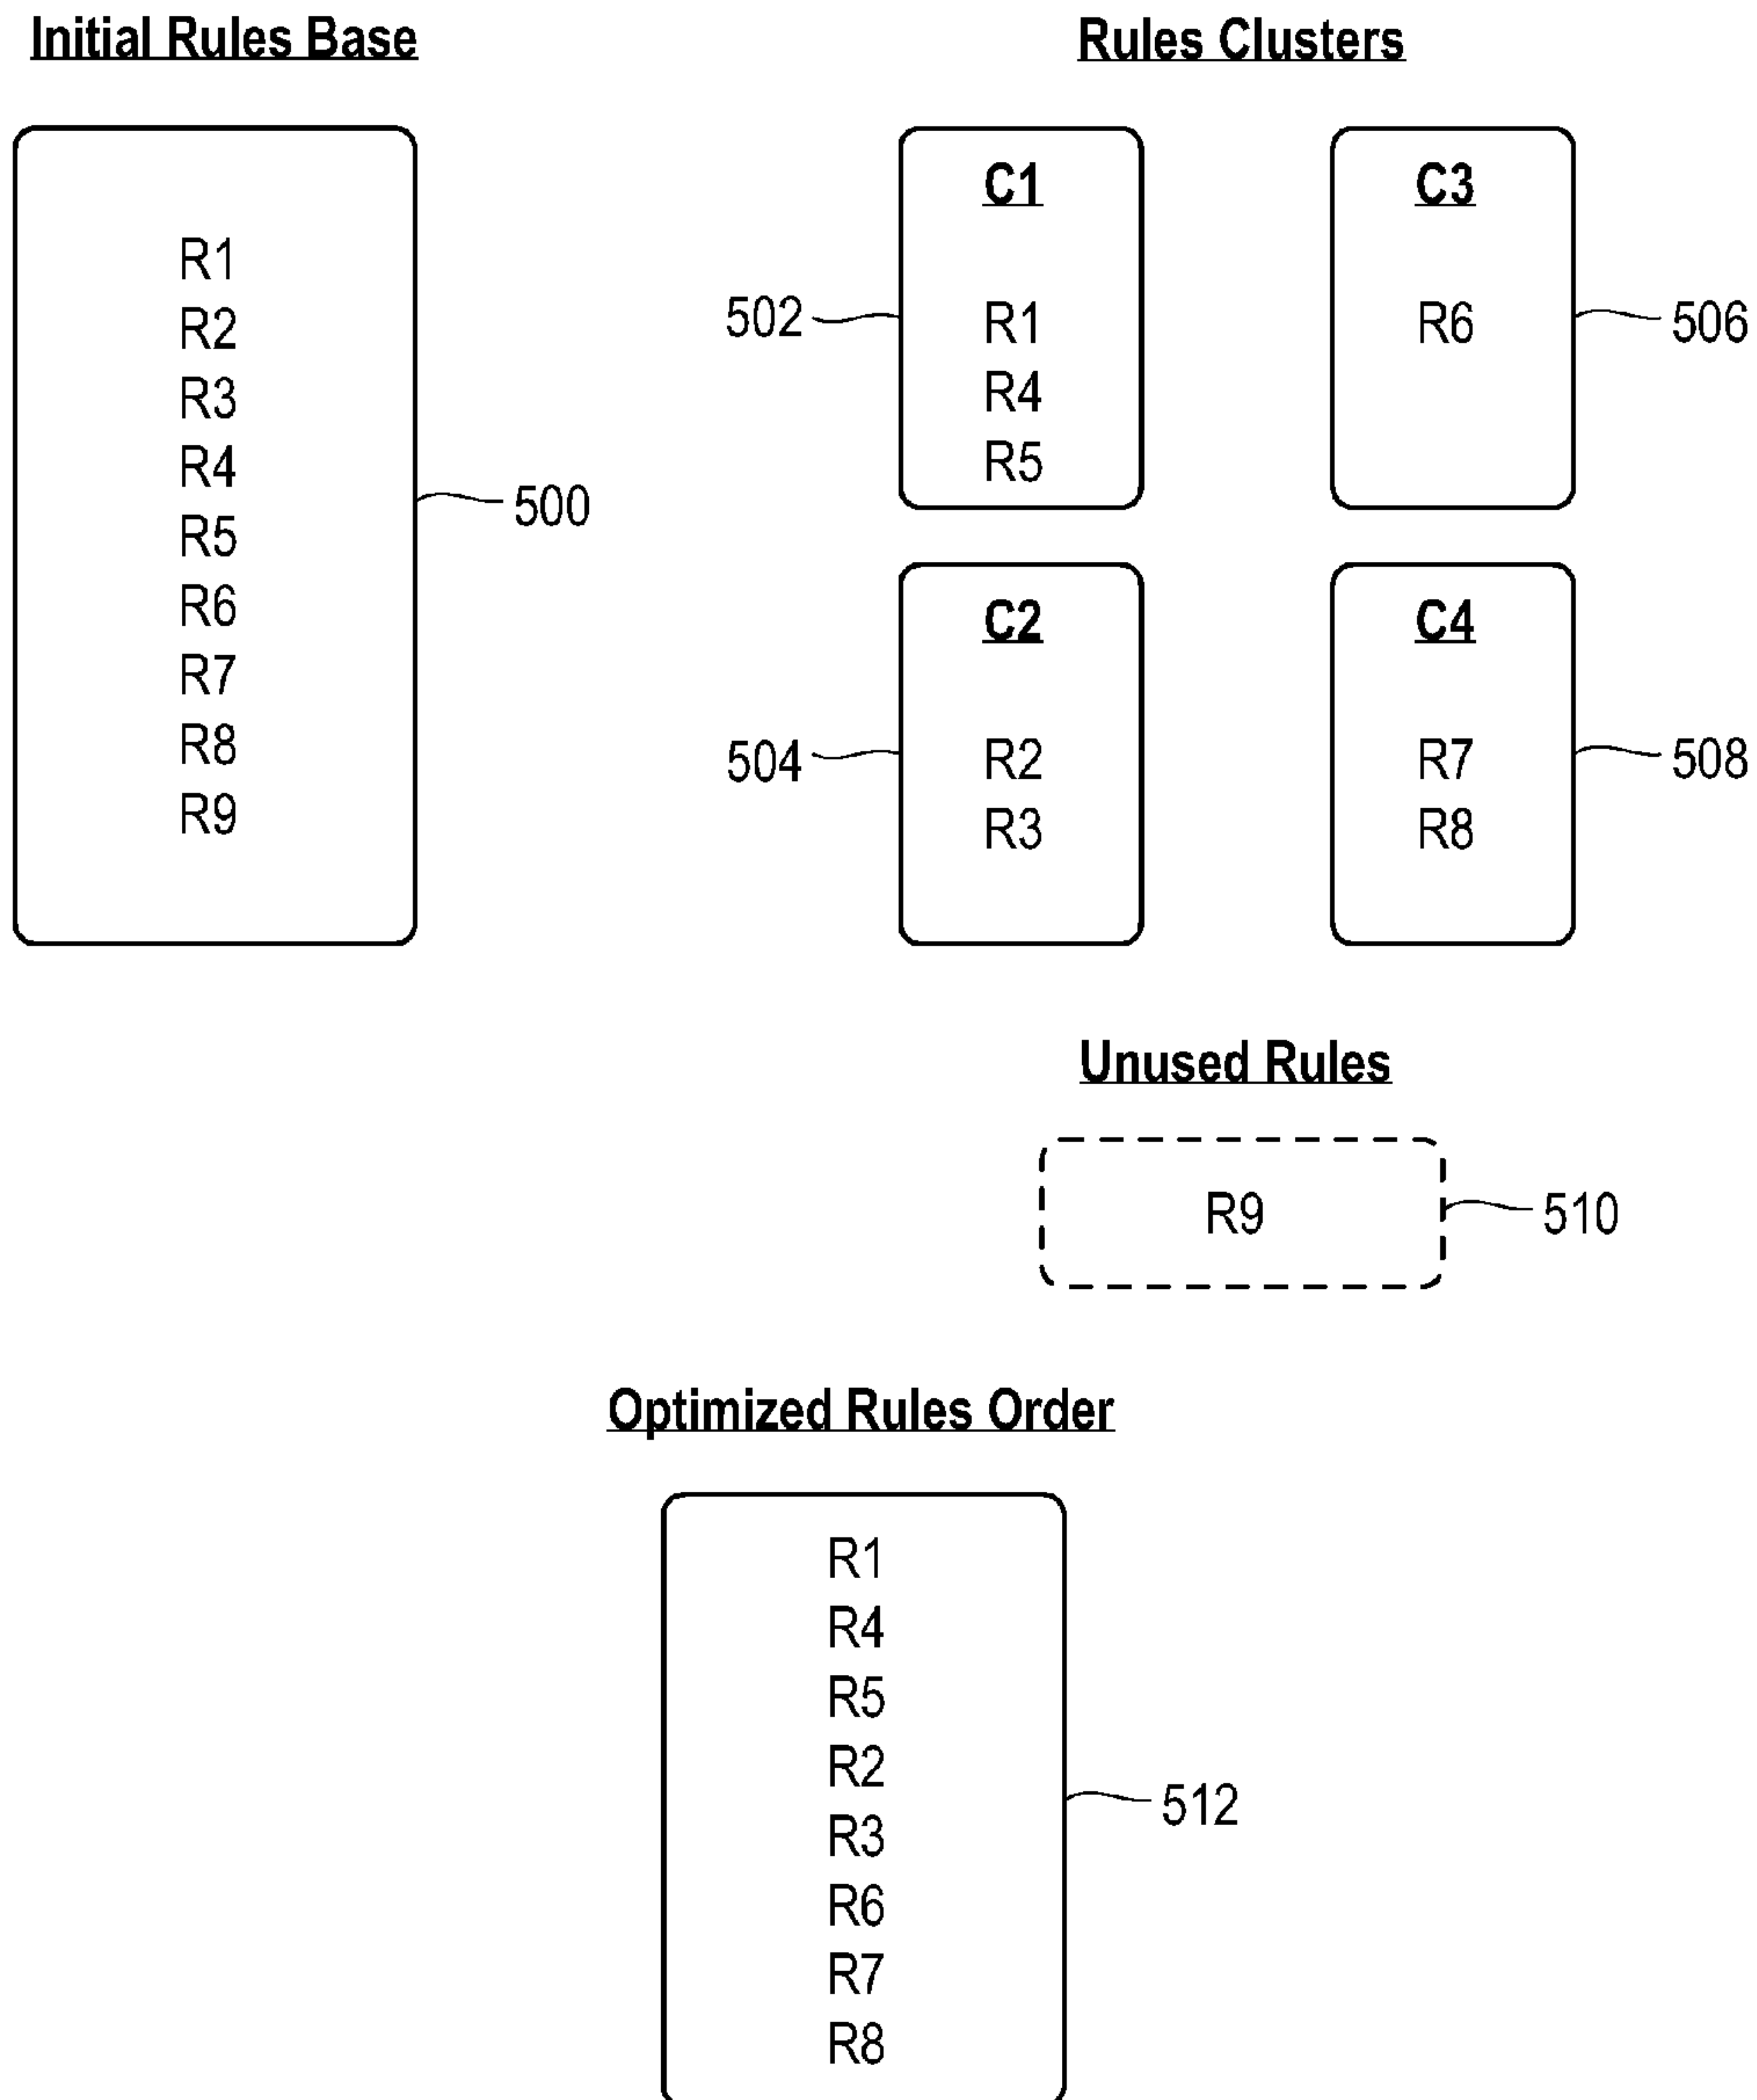 Initial Rules Base
R1
R2
R3
R4
R5
R6
R7
R8
R9
500
Rules Clusters
C1
R1
R4
R5
502
C3
R6
506
C2
R2
R3
504
C4
R7
R8
508
Unused Rules
R9
510
Optimized Rules Order
R1
R4
R5
R2
R3
R6
R7
R8
512